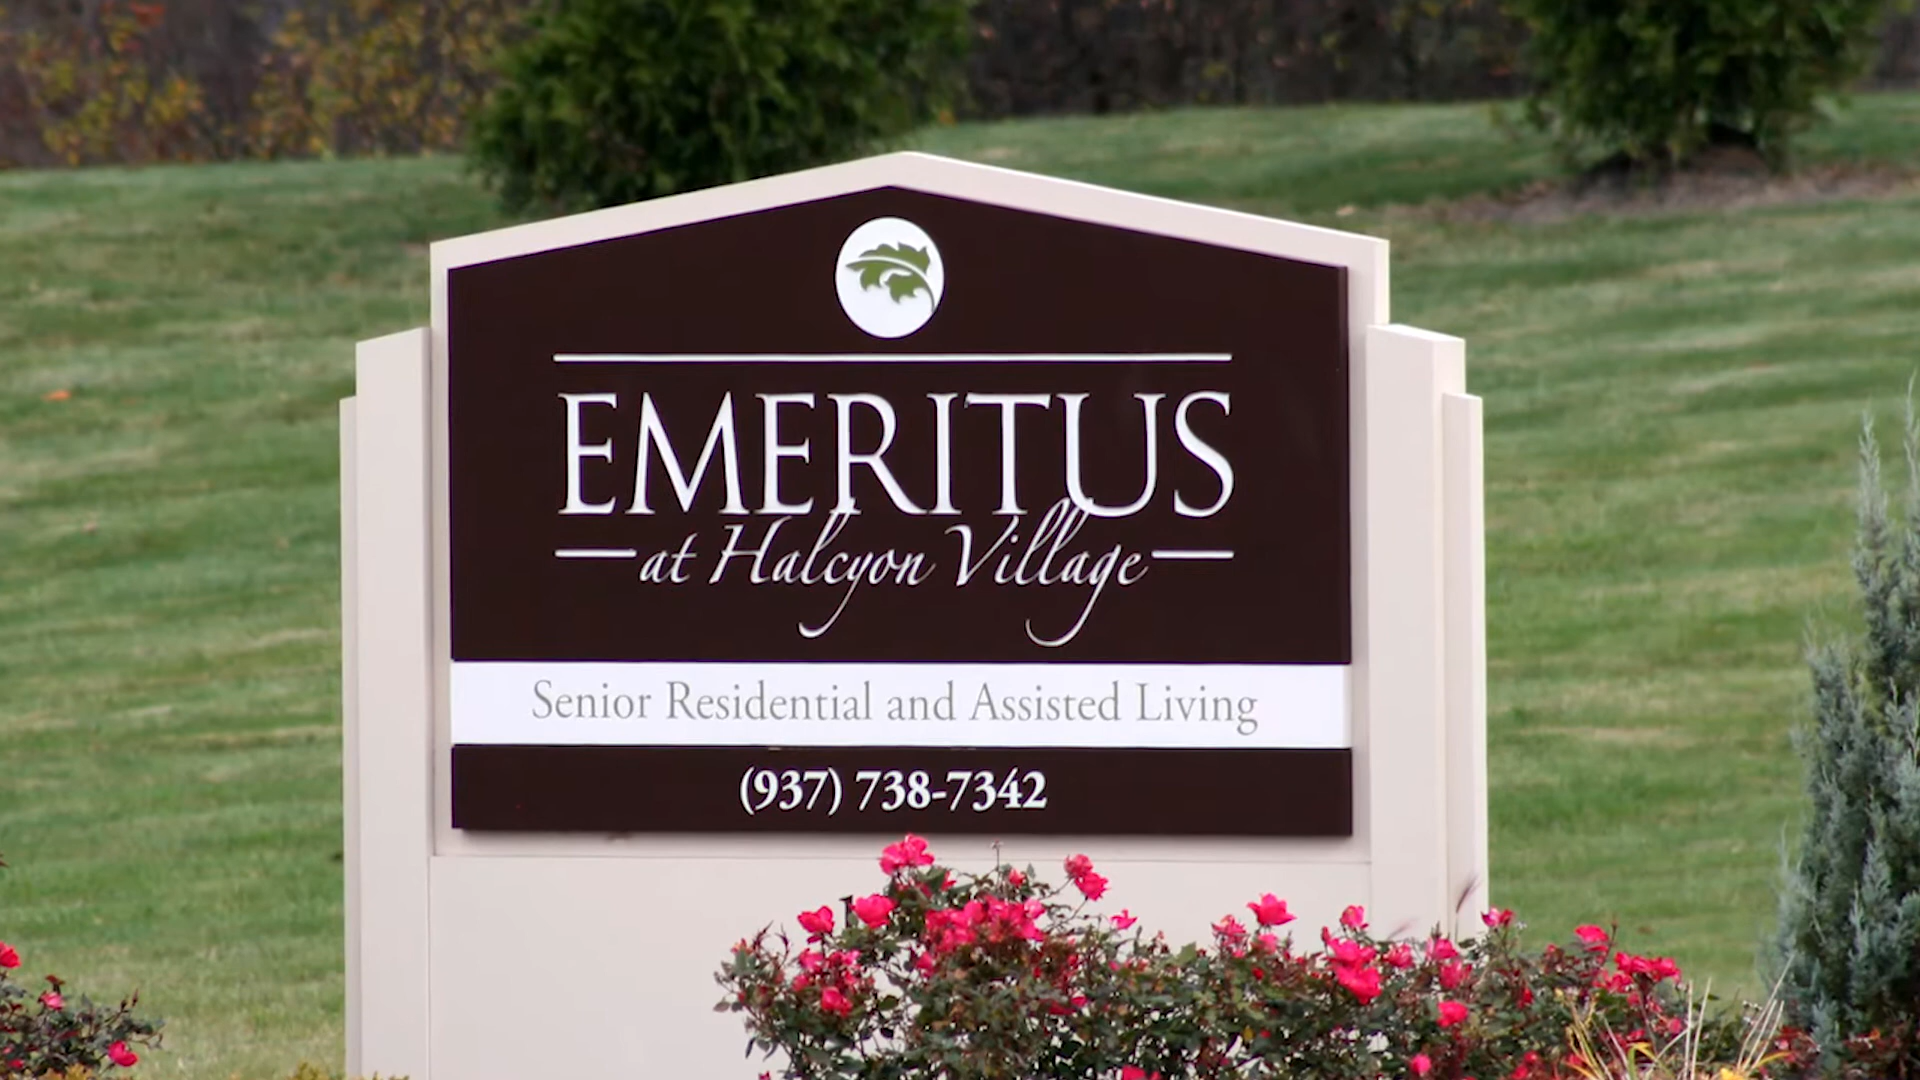 EMERITUS
at Halcyon Village
Senior Residential and Assisted Living
(937) 738-7342